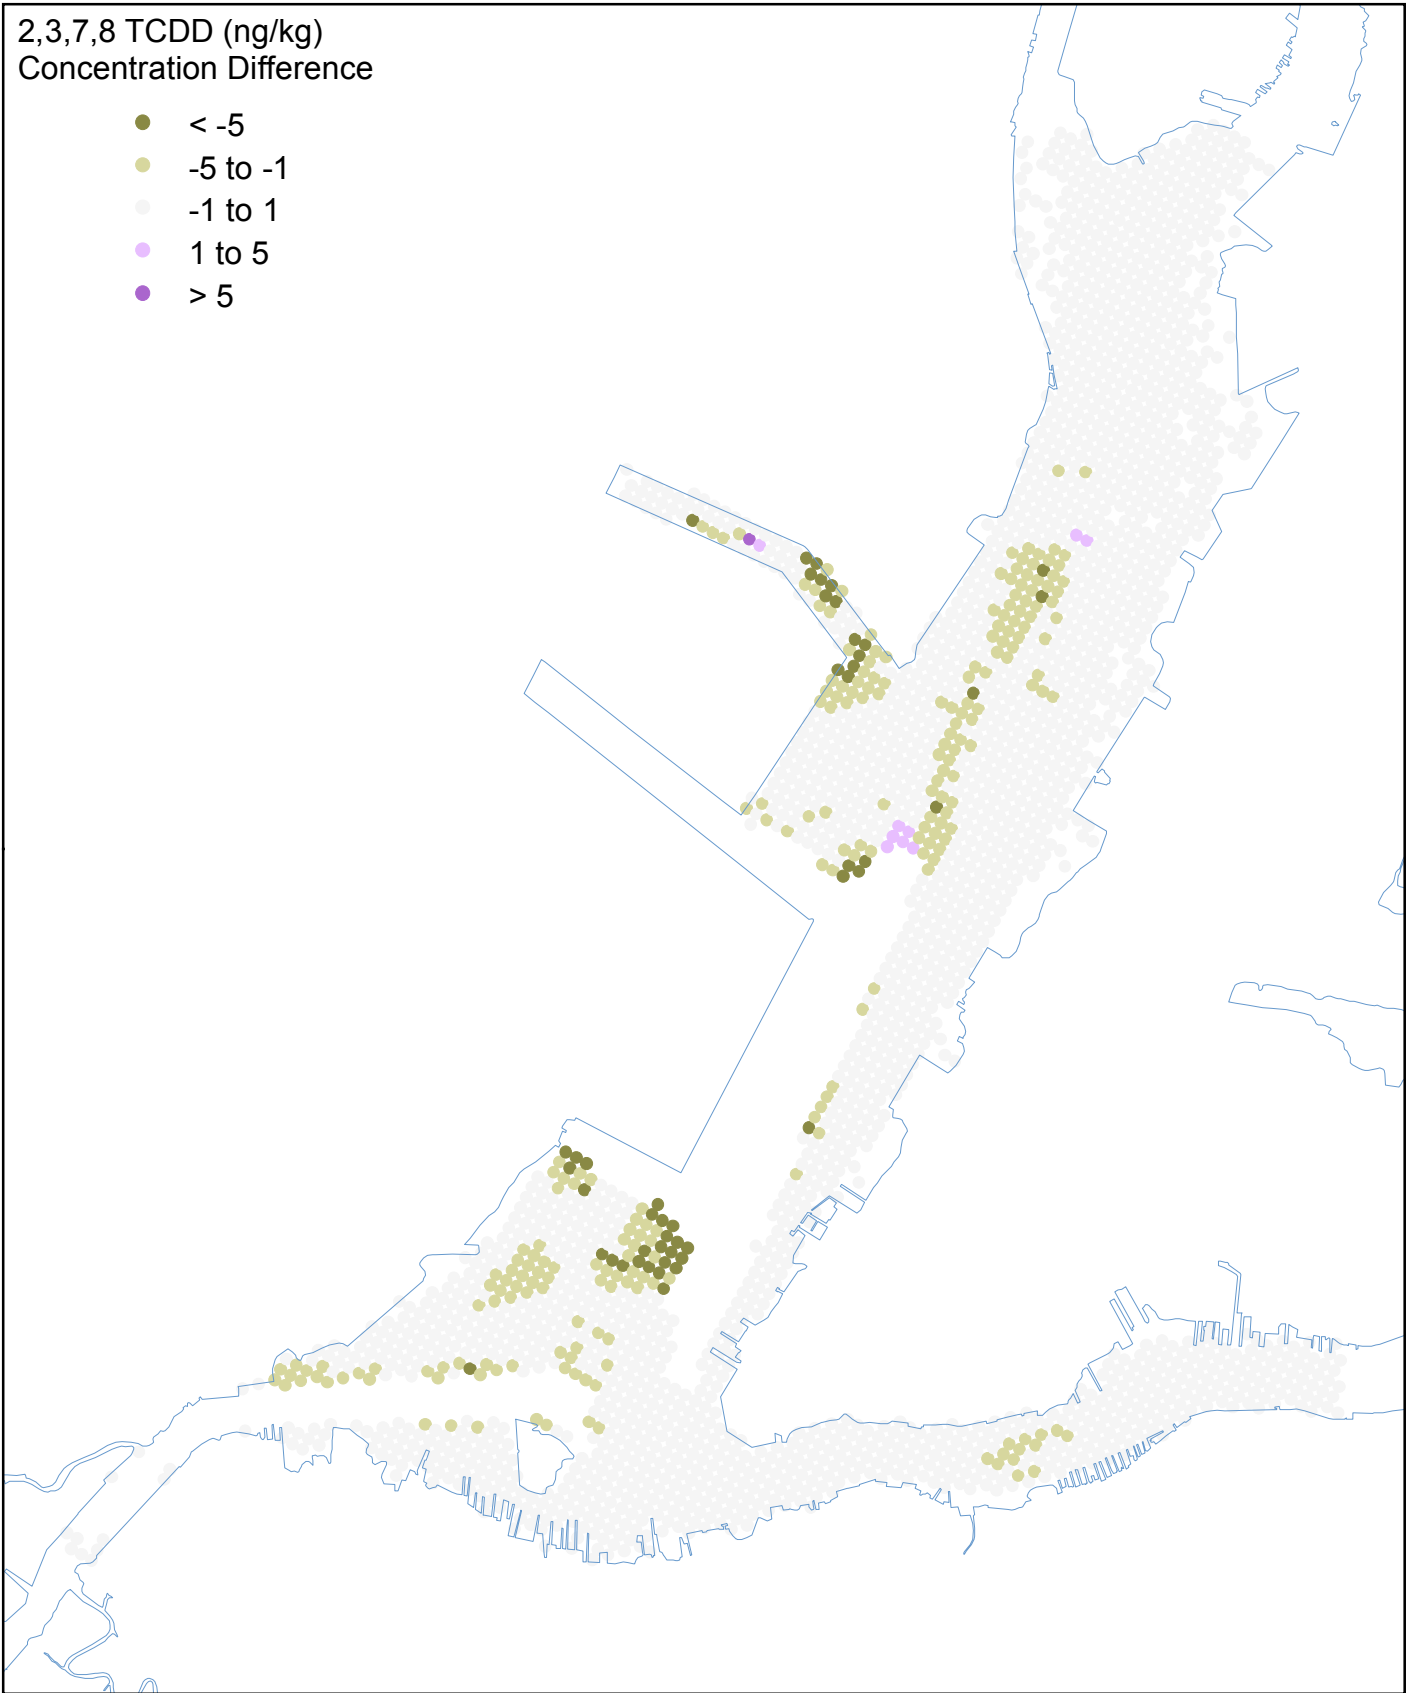 2,3,7,8 TCDD (ng/kg)
Concentration Difference
< -5
-5 to -1
-1 to 1
1 to 5
> 5